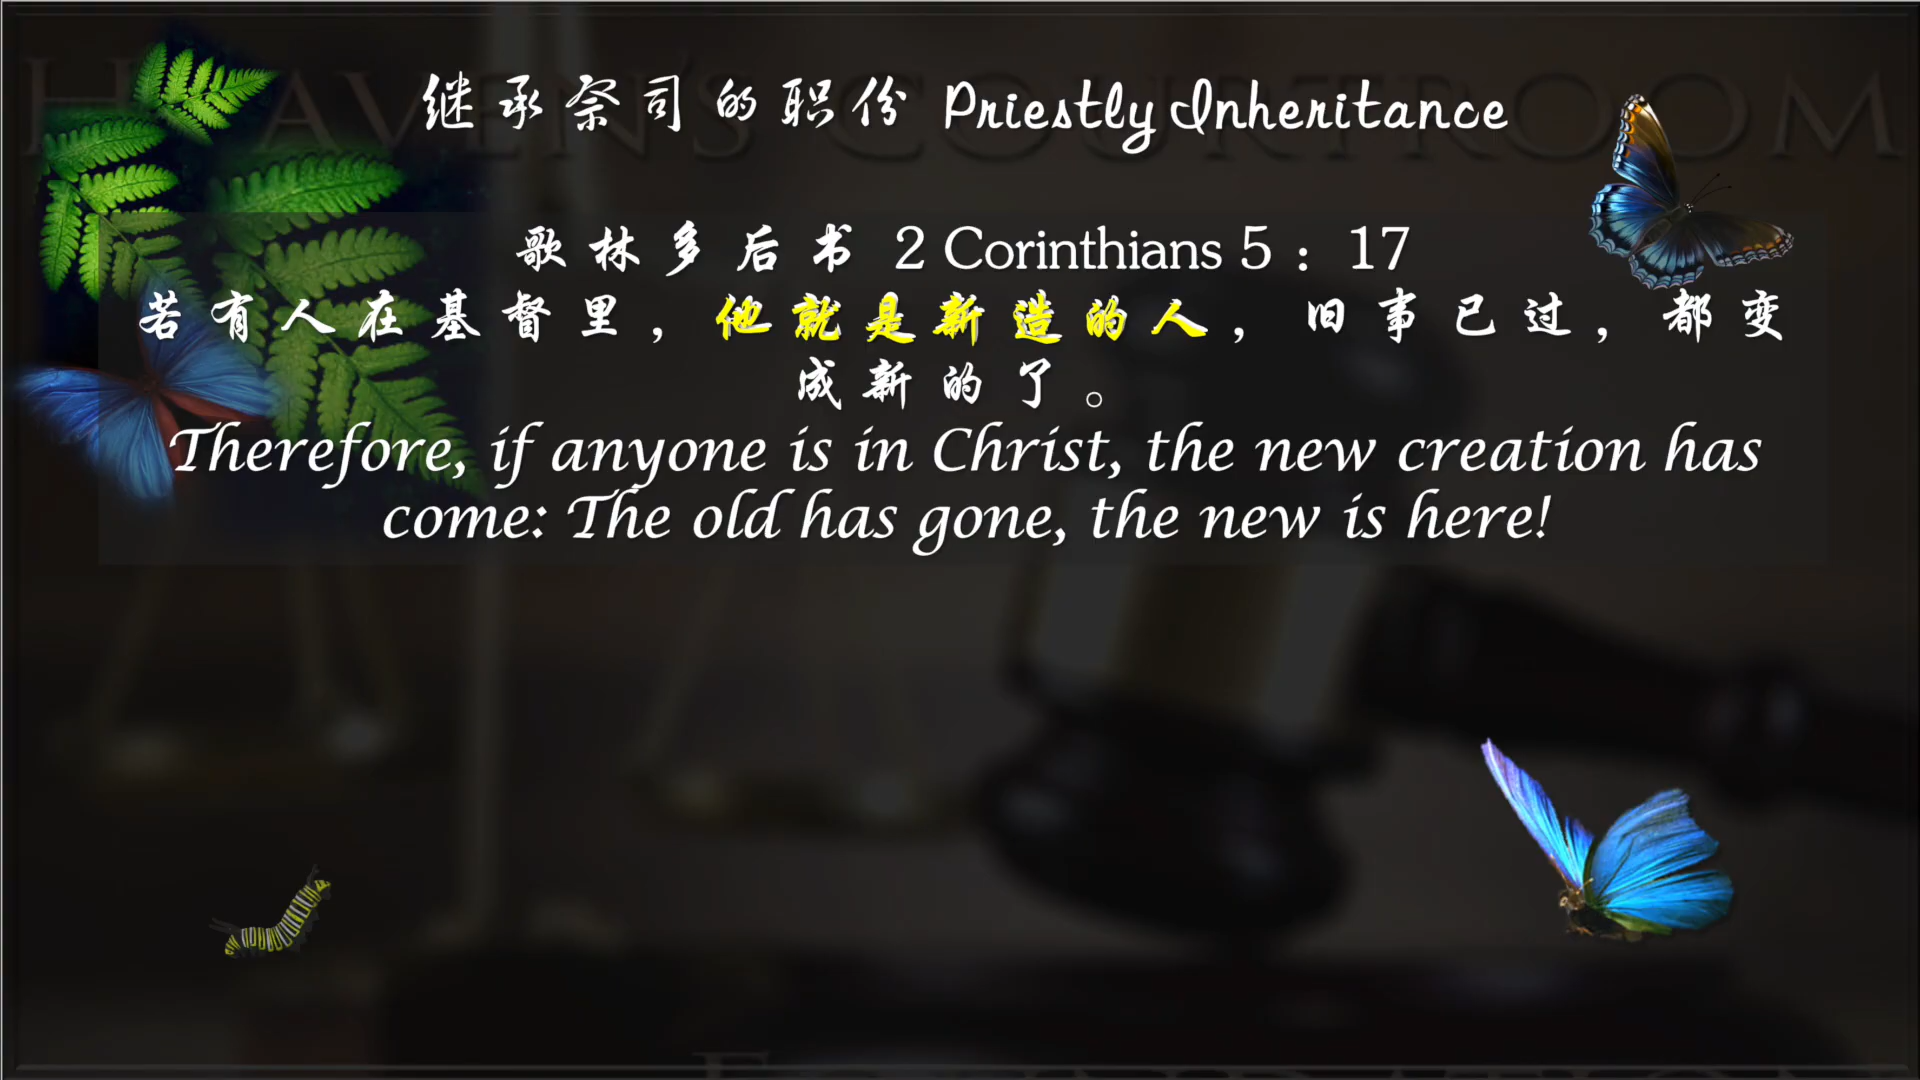 HEAVEN'S COURTROOM
继承祭司的职份 Priestly Inheritance
歌林多后书 2 Corinthians 5：17
若有人在基督里，他就是新造的人，旧事已过，都变
成新的了。
Therefore, if anyone is in Christ, the new creation has
come: The old has gone, the new is here!